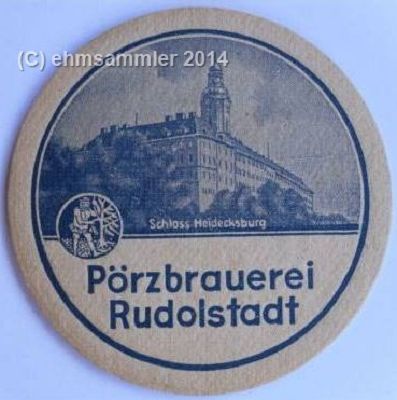 (C) ehmsammler 2014
Schloss Heidecksburg
Pörzbrauerei
Rudolstadt